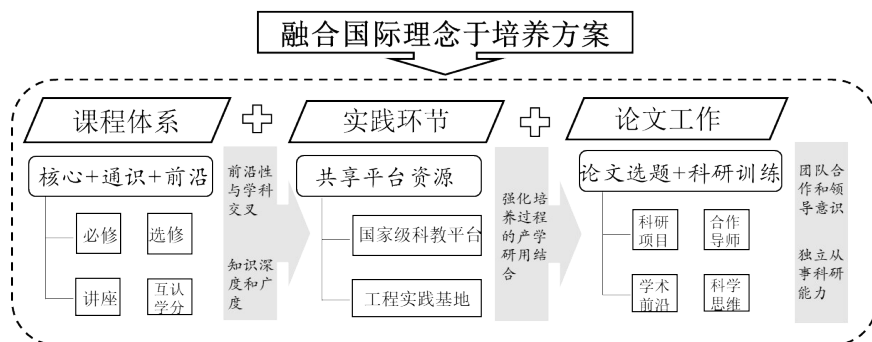 融合国际理念于培养方案
课程体系
实践环节
论文工作
核心+通识+前沿
必修
选修
讲座
互认
学分
前沿性
与学科
交叉
知识深
度和广
度
共享平台资源
国家级科教平台
工程实践基地
强化培
养过程
的产学
研用结
合
论文选题+科研训练
科研
项目
合作
导师
学术
前沿
科学
思维
团队合
作和领
导意识
独立从
事科研
能力